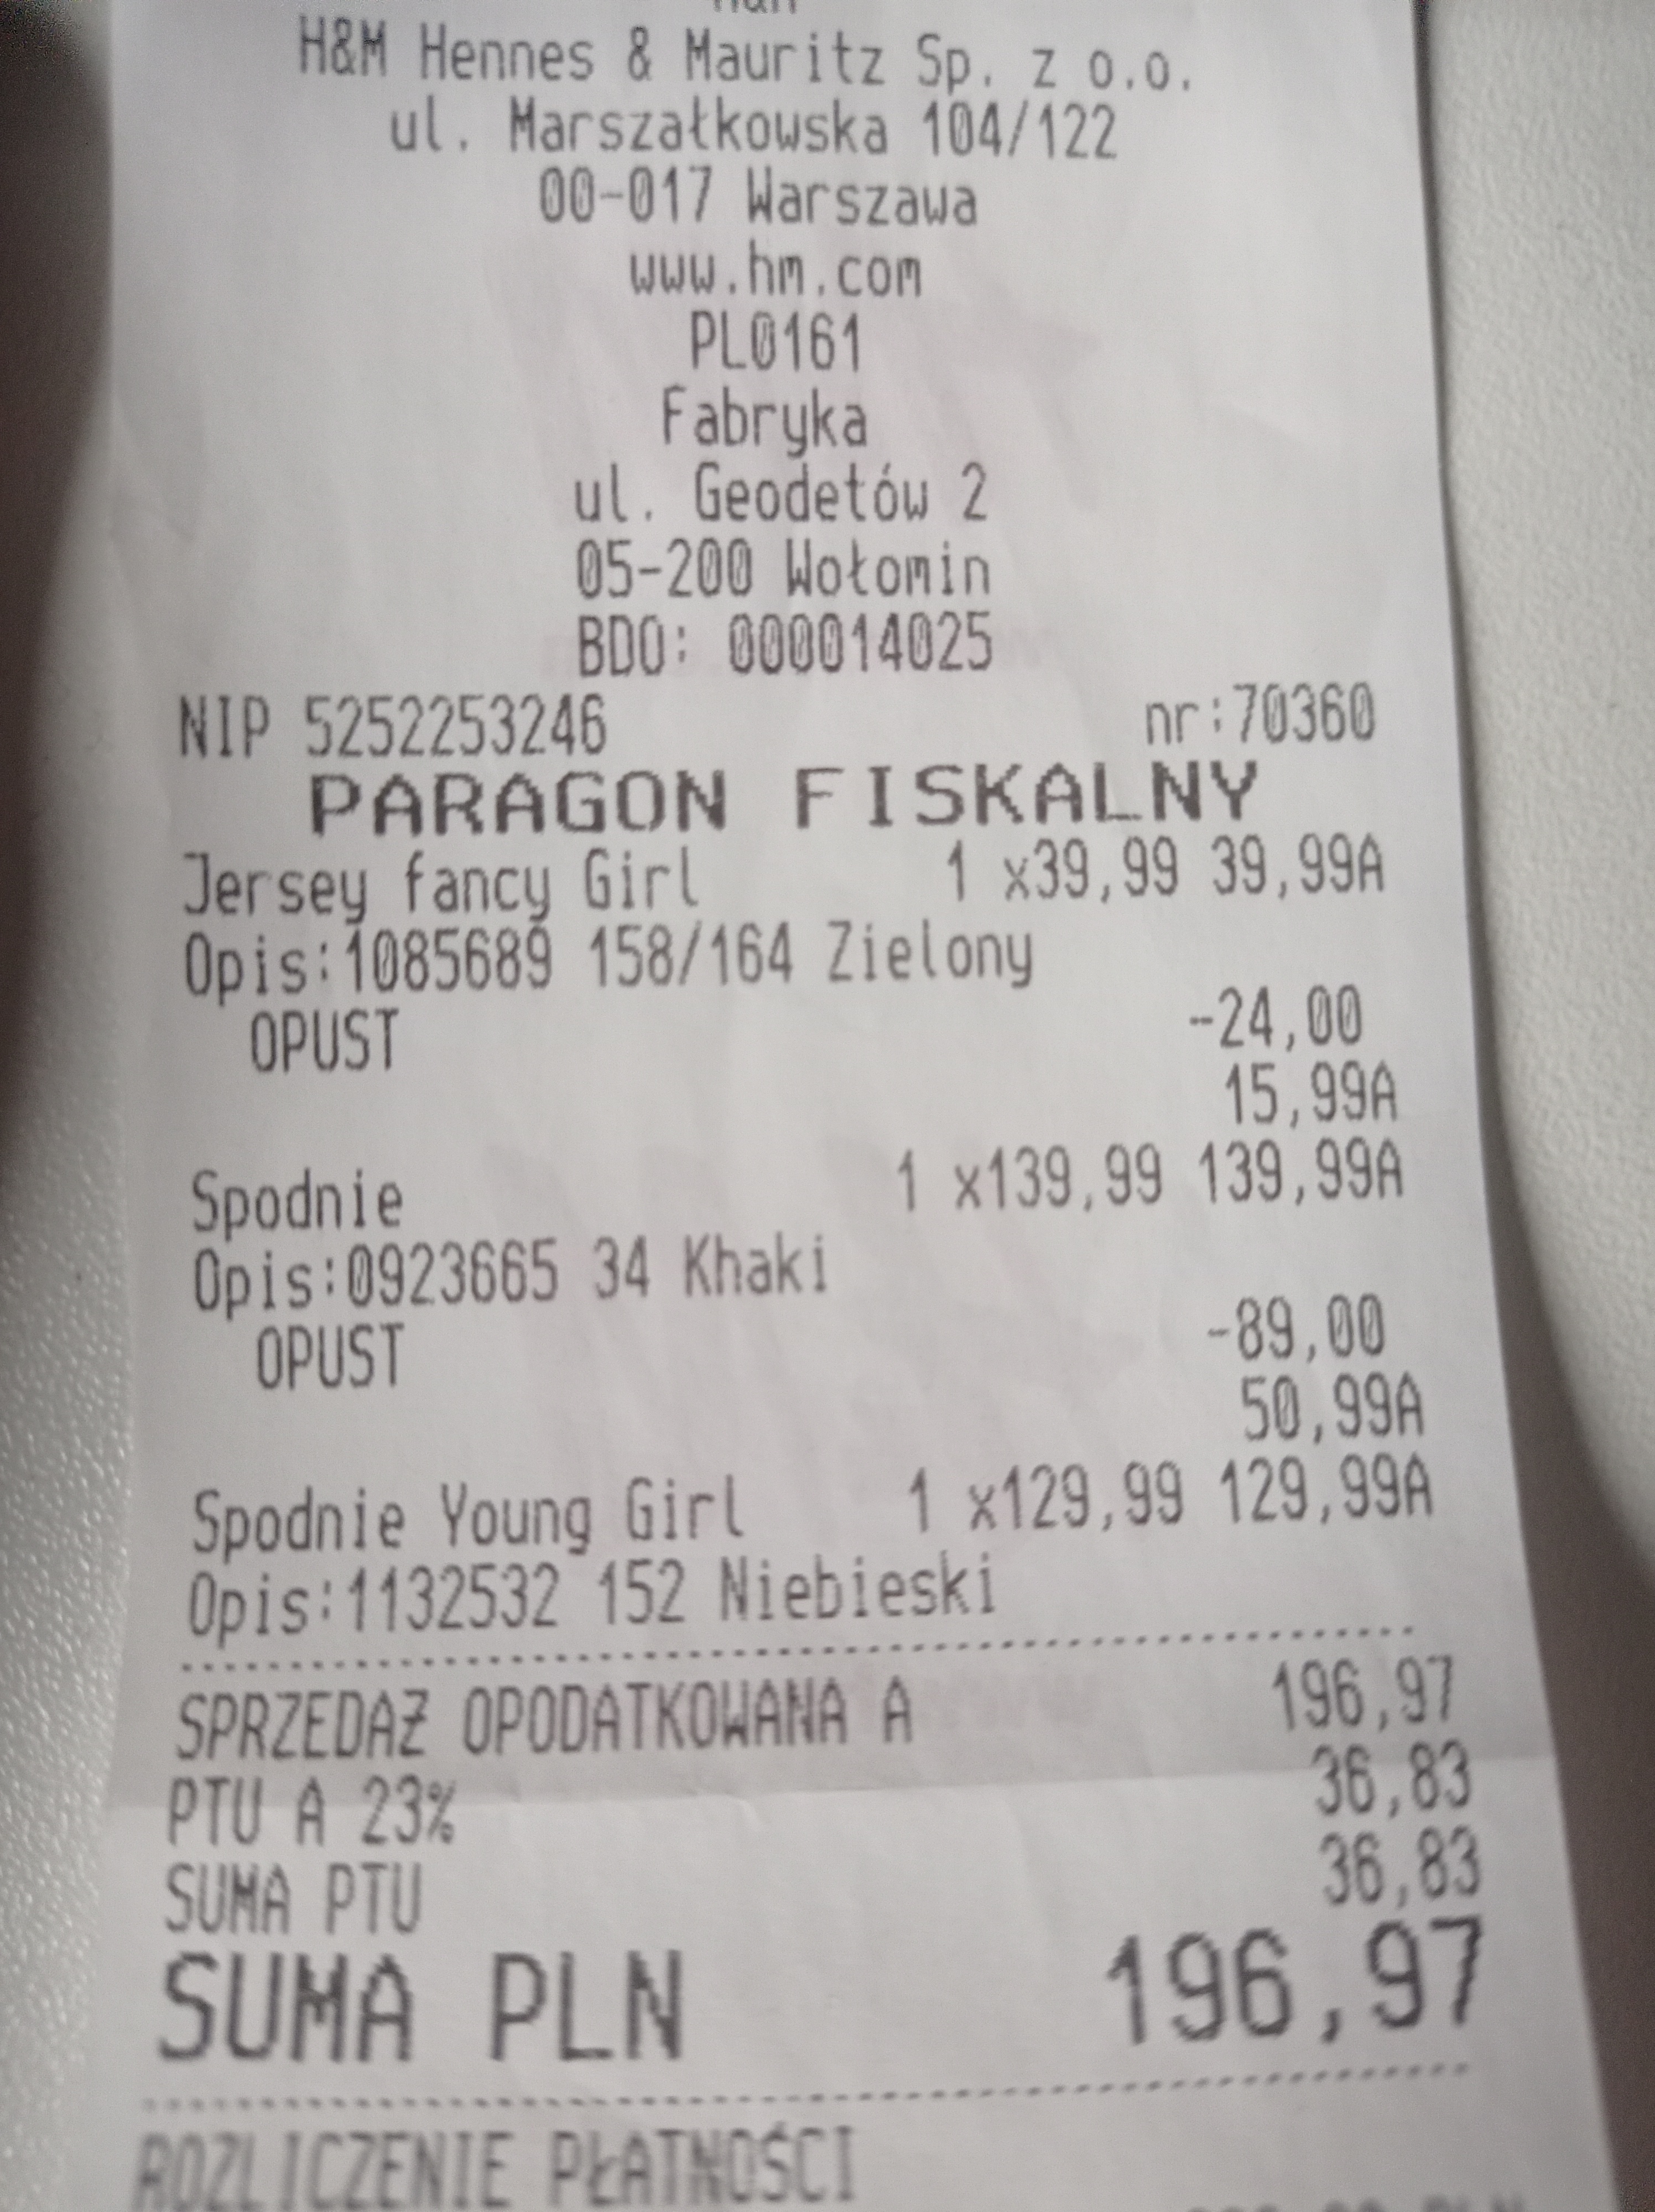 H&M Hennes & Mauritz Sp. z o.o.
ul. Marszałkowska 104/122
00-017 Warszawa
www.hm.com
PL0161
Fabryka
ul. Geodetów 2
05-200 Wołomin
BDO: 000014025
NIP 5252253246 nr:70360
PARAGON FISKALNY
Jersey fancy Girl 1 x39,99 39,99A
Opis:1085689 158/164 Zielony
OPUST -24,00
15,99A
Spodnie 1 x139,99 139,99A
Opis:0923665 34 Khaki
OPUST -89,00
50,99A
Spodnie Young Girl 1 x129,99 129,99A
Opis:1132532 152 Niebieski
SPRZEDAŻ OPODATKOWANA A 196,97
PTU A 23% 36,83
SUMA PTU 36,83
SUMA PLN 196,97
ROZLICZENIE PŁATNOŚCI